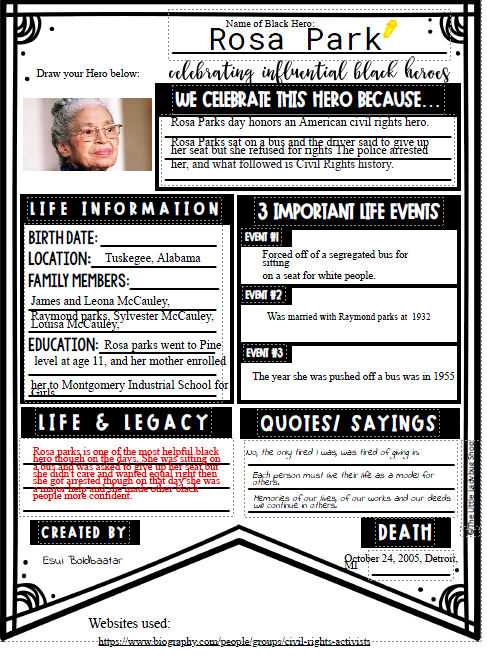 Name of Black Hero:
Rosa Park
Draw your Hero below:
celebrating influential black heroes
WE CELEBRATE THIS HERO BECAUSE...
Rosa Parks day honors an American civil rights hero.
Rosa Parks sat on a bus and the driver said to give up
her seat but she refused for rights The police arrested
her, and what followed is Civil Rights history.
LIFE INFORMATION
BIRTH DATE:
LOCATION: Tuskegee, Alabama
FAMILY MEMBERS:
James and Leona McCauley,
Raymond parks, Sylvester McCauley,
Louisa McCauley,
EDUCATION: Rosa parks went to Pine
level at age 11, and her mother enrolled
her to Montgomery Industrial School for
Girls
3 IMPORTANT LIFE EVENTS
EVENT #1
Forced off of a segregated bus for
sitting
on a seat for white people.
EVENT #2
Was married with Raymond parks at 1932
EVENT #3
The year she was pushed off a bus was in 1955
LIFE & LEGACY
Rosa parks is one of the most helpful black
hero though on the days. She was sitting on
a bus and was asked to give up her seat but
she didn't care and wanted equal right then
she got arrested though on that day she was
a major help and she made other black
people more confident.
QUOTES/ SAYINGS
No, the only tired I was, was tired of giving in.
Each person must live their life as a model for
others.
Memories of our lives, of our works and our deeds
will continue in others.
CREATED BY
Esui Boldbaatar
DEATH
October 24, 2005, Detroit,
MI
Websites used:
https://www.biography.com/people/groups/civil-rights-activists